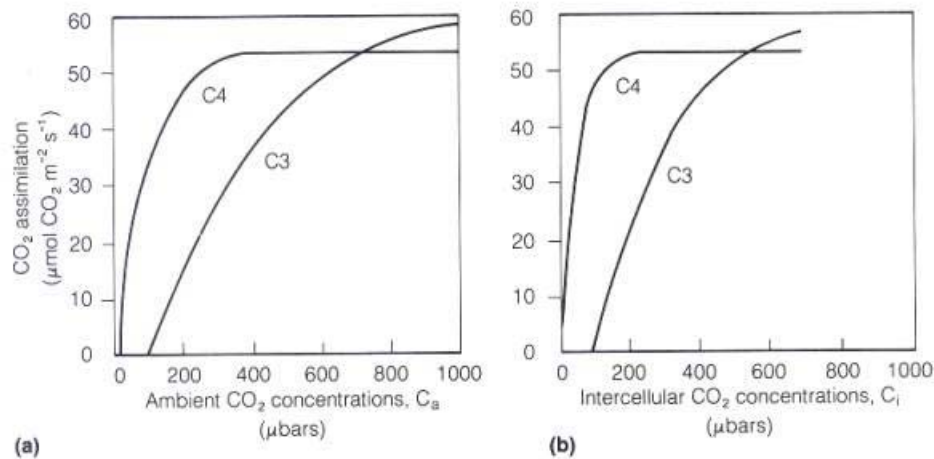 60
50
40
30
20
10
0
CO₂ assimilation
(μmol CO₂ m⁻² s⁻¹)
C4
C3
0 200 400 600 800 1000
Ambient CO₂ concentrations, Cₐ
(μbars)
(a)
60
50
40
30
20
10
0
C4
C3
0 200 400 600 800 1000
Intercellular CO₂ concentrations, Cᵢ
(μbars)
(b)